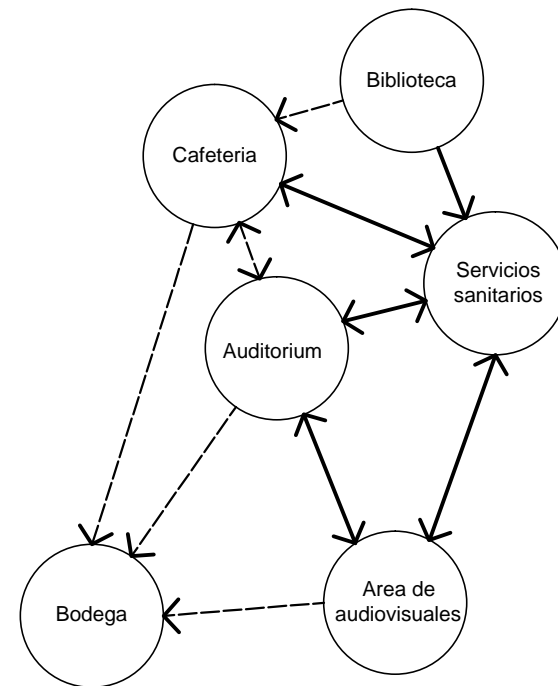 Biblioteca
Cafeteria
Servicios
sanitarios
Auditorium
Bodega
Area de
audiovisuales